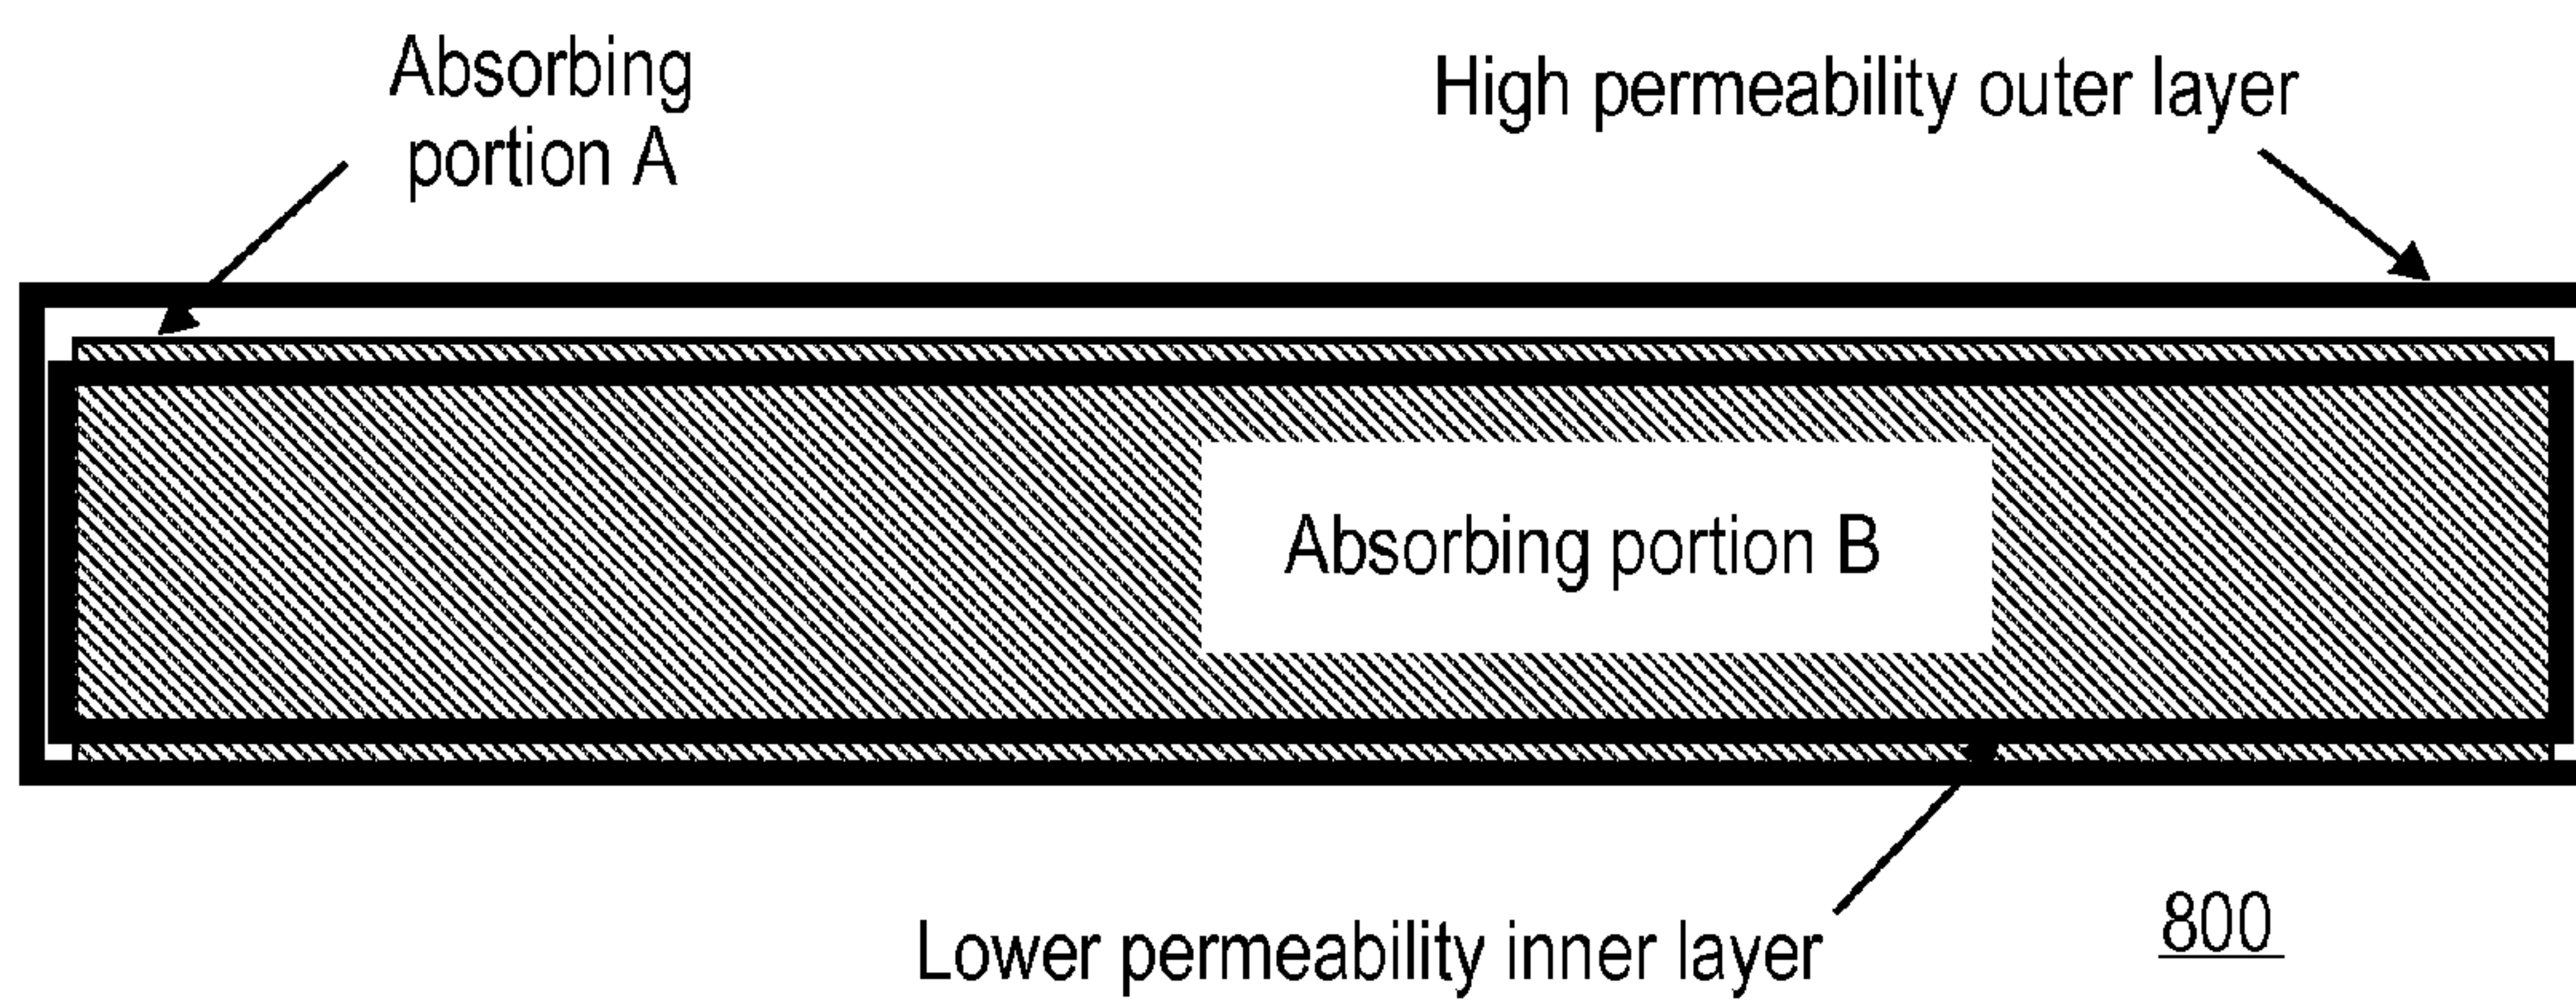 Absorbing
portion A
High permeability outer layer
Absorbing portion B
Lower permeability inner layer
800